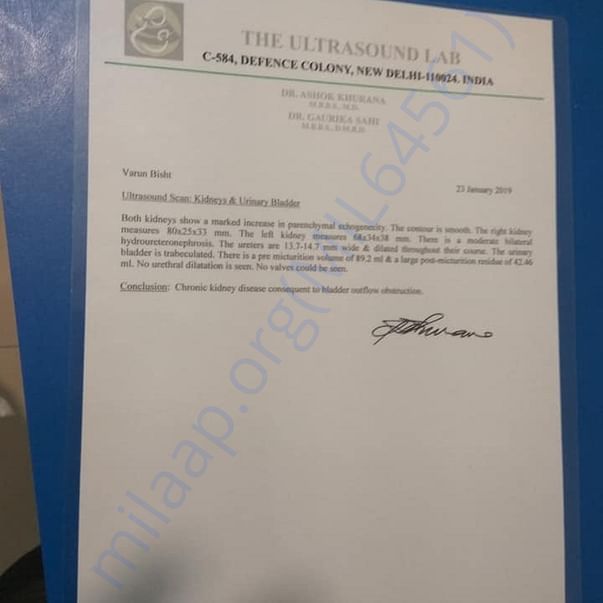 THE ULTRASOUND LAB
C-584, DEFENCE COLONY, NEW DELHI-110024. INDIA
DR. ASHOK KHURANA
M.B.B.S., M.D.
DR. GAURIKA SAHI
M.B.B.S., D.M.R.D.
Varun Bisht
23 January 2019
Ultrasound Scan: Kidneys & Urinary Bladder
Both kidneys show a marked increase in parenchymal echogenecity. The contour is smooth. The right kidney
measures 80x25x33 mm. The left kidney measures 68x34x38 mm. There is a moderate bilateral
hydroureteronephrosis. The ureters are 13.7-14.7 mm wide & dilated throughout their course. The urinary
bladder is trabeculated. There is a pre micturition volume of 89.2 ml & a large post-micturition residue of 42.46
ml. No urethral dilatation is seen. No valves could be seen.
Conclusion: Chronic kidney disease consequent to bladder outflow obstruction.
milaap.org(MIL64561)